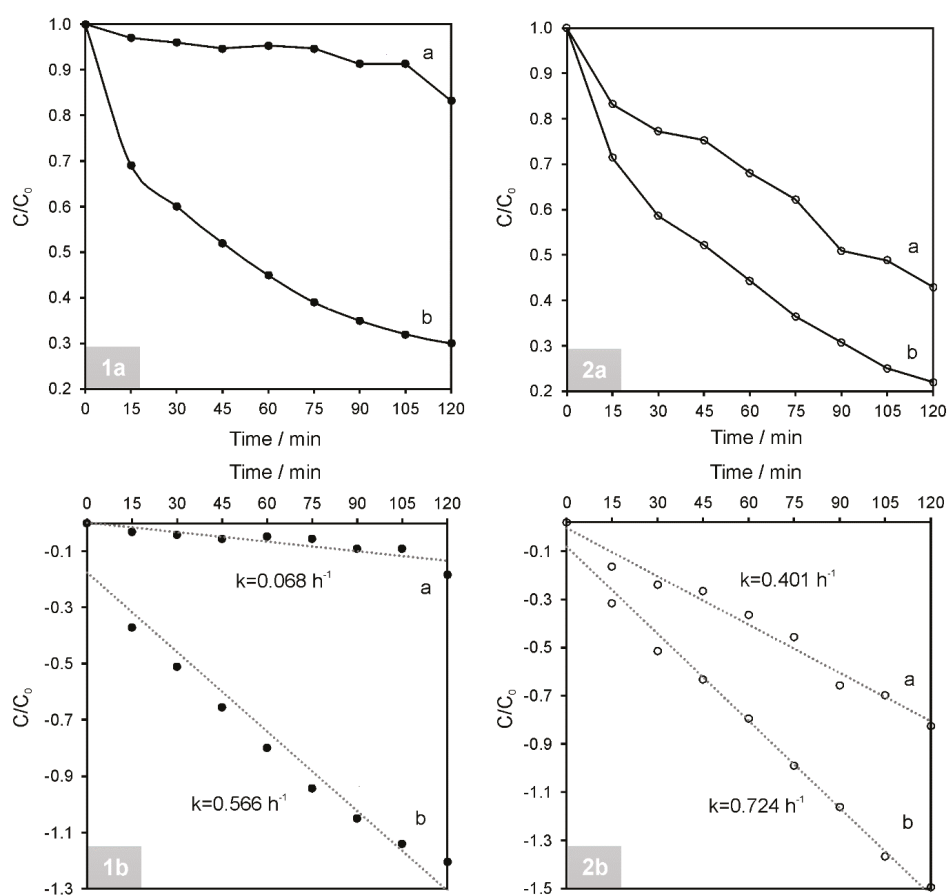 1.0
0.9
0.8
0.7
0.6
0.5
0.4
0.3
0.2
C/C₀
a
b
1a
0 15 30 45 60 75 90 105 120
Time / min
1.0
0.9
0.8
0.7
0.6
0.5
0.4
0.3
0.2
C/C₀
a
b
2a
0 15 30 45 60 75 90 105 120
Time / min
Time / min
0 15 30 45 60 75 90 105 120
-0.1
-0.3
-0.5
-0.7
-0.9
-1.1
-1.3
C/C₀
k=0.068 h⁻¹
a
k=0.566 h⁻¹
b
1b
Time / min
0 15 30 45 60 75 90 105 120
-0.1
-0.3
-0.5
-0.7
-0.9
-1.1
-1.3
-1.5
C/C₀
k=0.401 h⁻¹
a
k=0.724 h⁻¹
b
2b